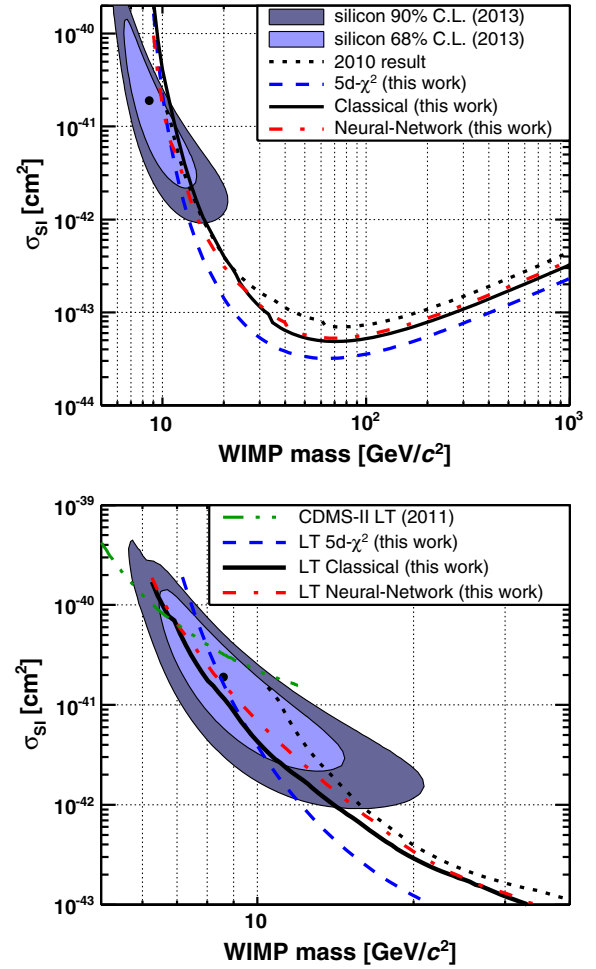 silicon 90% C.L. (2013)
silicon 68% C.L. (2013)
2010 result
5d-χ² (this work)
Classical (this work)
Neural-Network (this work)
10⁻⁴⁰
10⁻⁴¹
10⁻⁴²
10⁻⁴³
10⁻⁴⁴
σSI [cm²]
10
10²
10³
WIMP mass [GeV/c²]
CDMS-II LT (2011)
LT 5d-χ² (this work)
LT Classical (this work)
LT Neural-Network (this work)
10⁻³⁹
10⁻⁴⁰
10⁻⁴¹
10⁻⁴²
10⁻⁴³
σSI [cm²]
10
WIMP mass [GeV/c²]